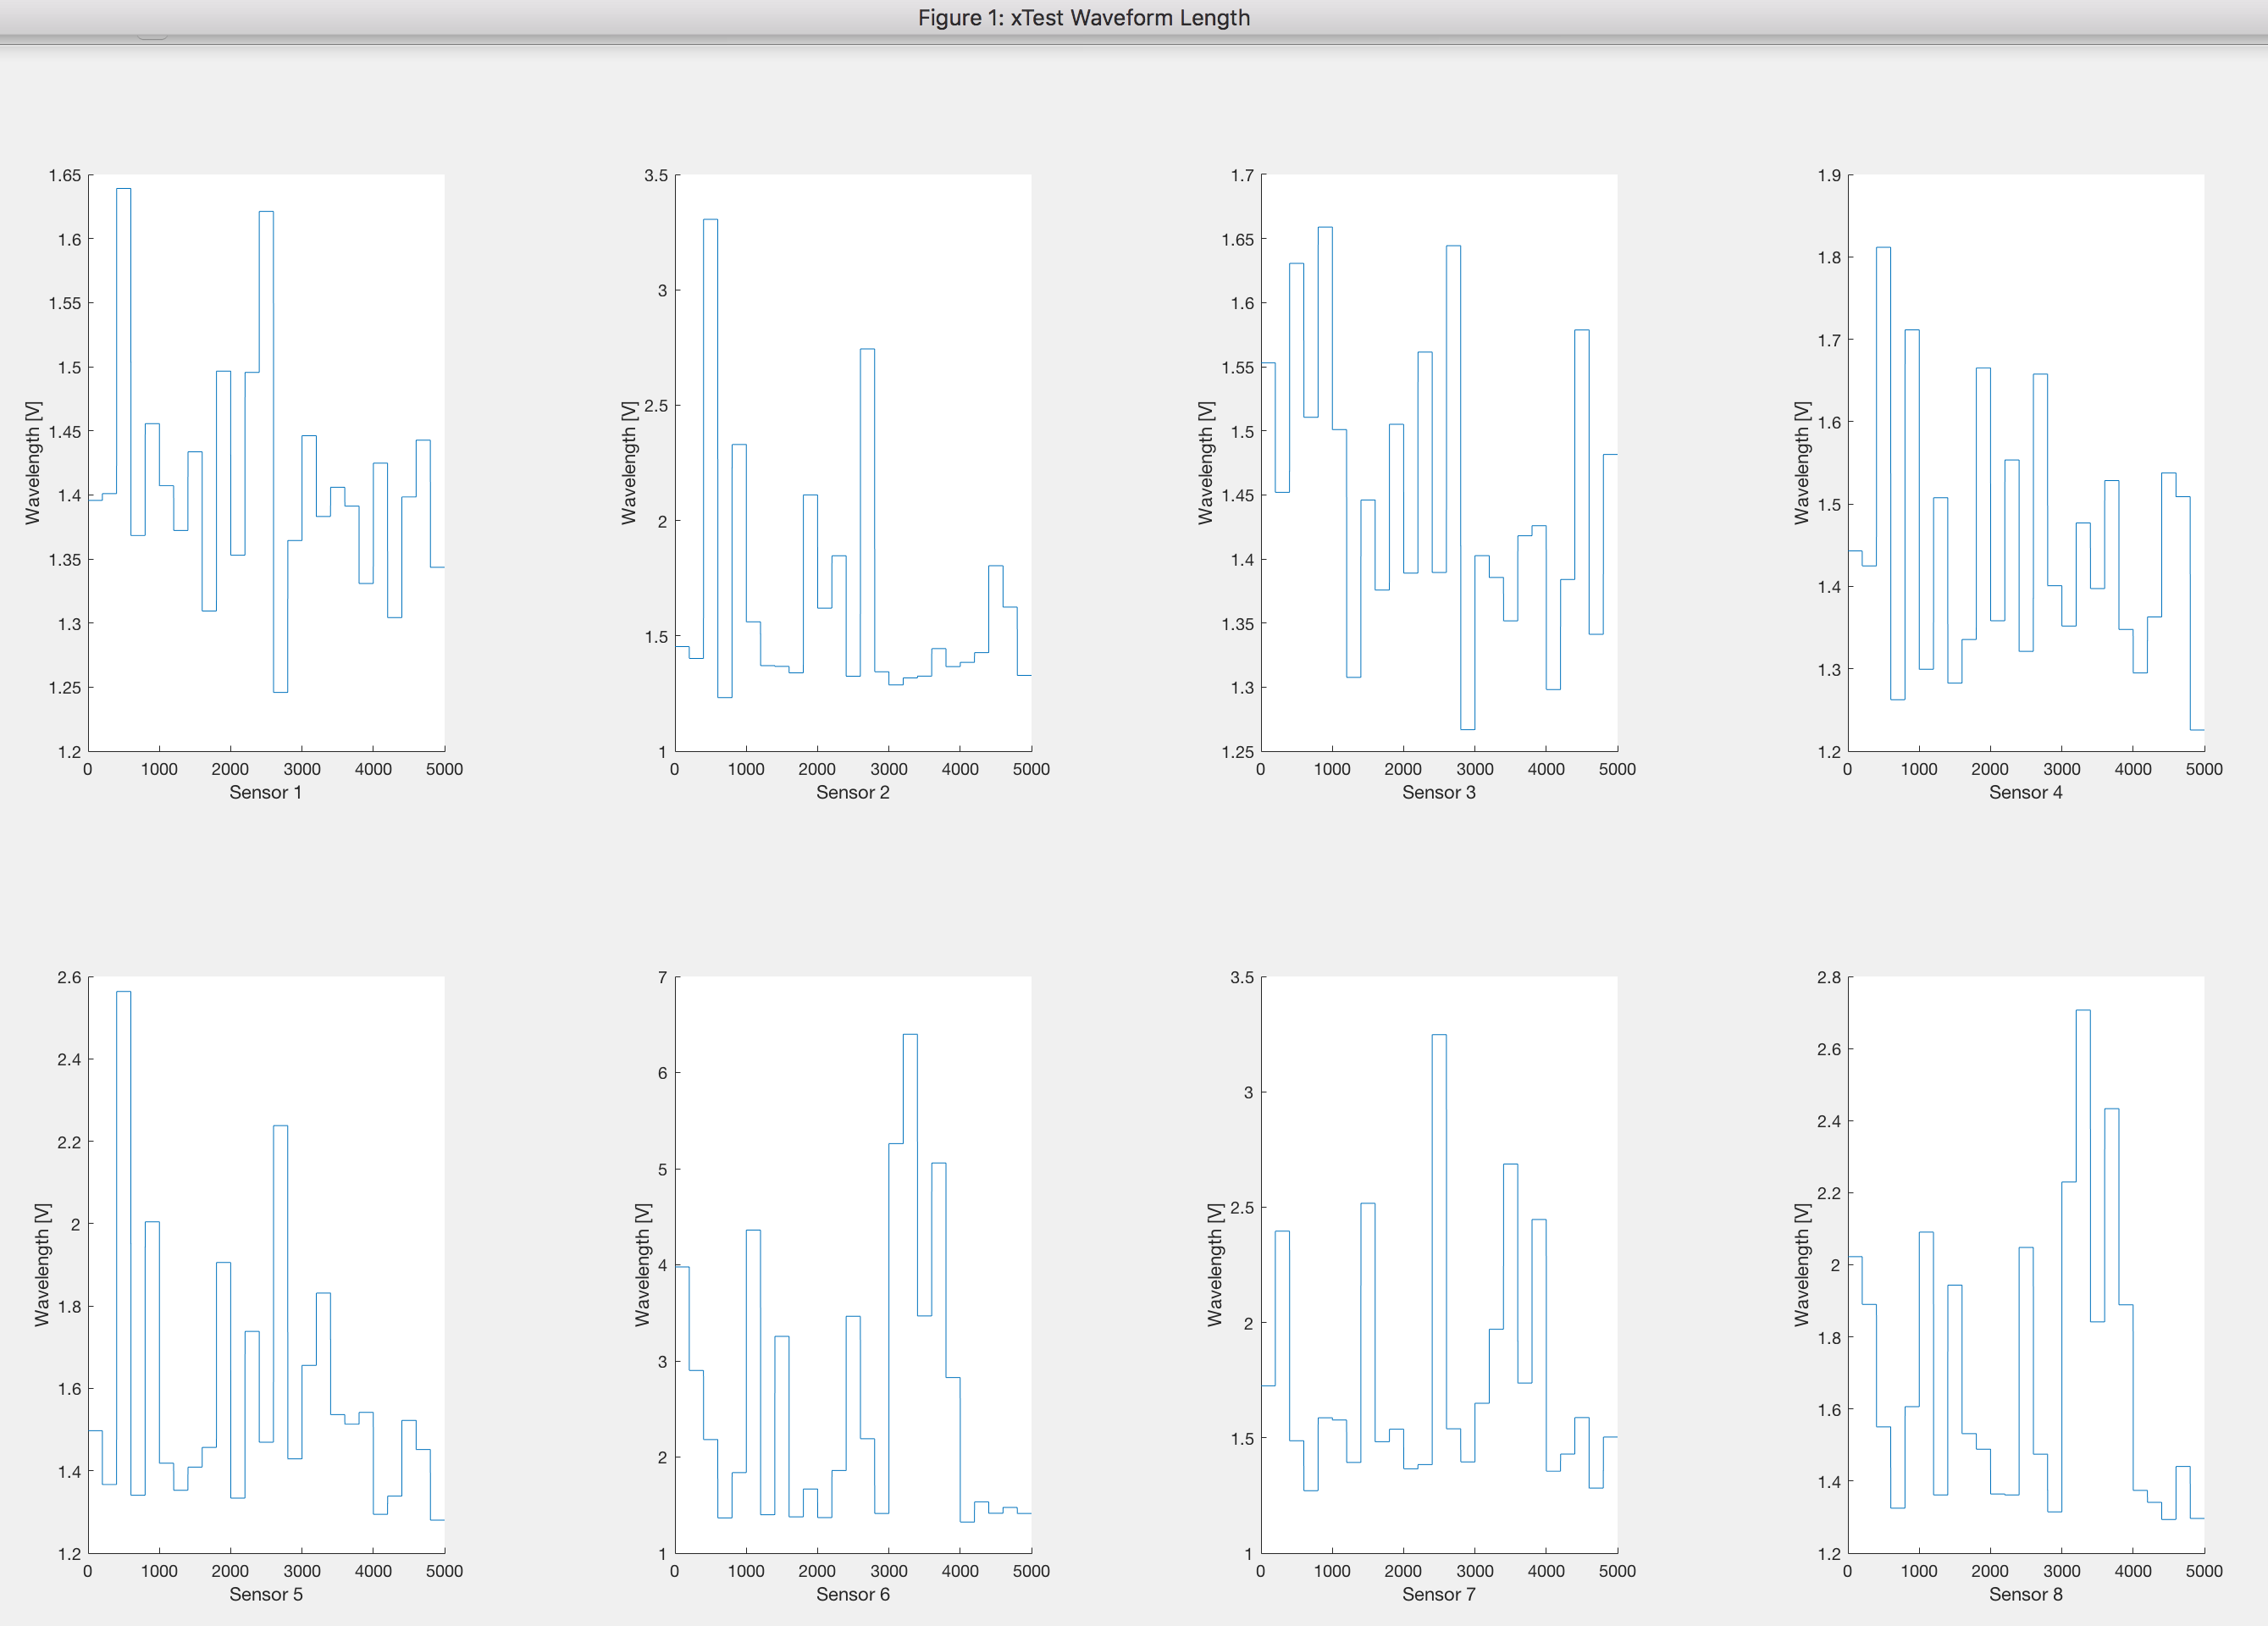 Figure 1: xTest Waveform Length
1.65
1.6
1.55
1.5
1.45
1.4
1.35
1.3
1.25
1.2
Wavelength [V]
0 1000 2000 3000 4000 5000
Sensor 1
3.5
3
2.5
2
1.5
1
Wavelength [V]
0 1000 2000 3000 4000 5000
Sensor 2
1.7
1.65
1.6
1.55
1.5
1.45
1.4
1.35
1.3
1.25
Wavelength [V]
0 1000 2000 3000 4000 5000
Sensor 3
1.9
1.8
1.7
1.6
1.5
1.4
1.3
1.2
Wavelength [V]
0 1000 2000 3000 4000 5000
Sensor 4
2.6
2.4
2.2
2
1.8
1.6
1.4
1.2
Wavelength [V]
0 1000 2000 3000 4000 5000
Sensor 5
7
6
5
4
3
2
1
Wavelength [V]
0 1000 2000 3000 4000 5000
Sensor 6
3.5
3
2.5
2
1.5
1
Wavelength [V]
0 1000 2000 3000 4000 5000
Sensor 7
2.8
2.6
2.4
2.2
2
1.8
1.6
1.4
1.2
Wavelength [V]
0 1000 2000 3000 4000 5000
Sensor 8